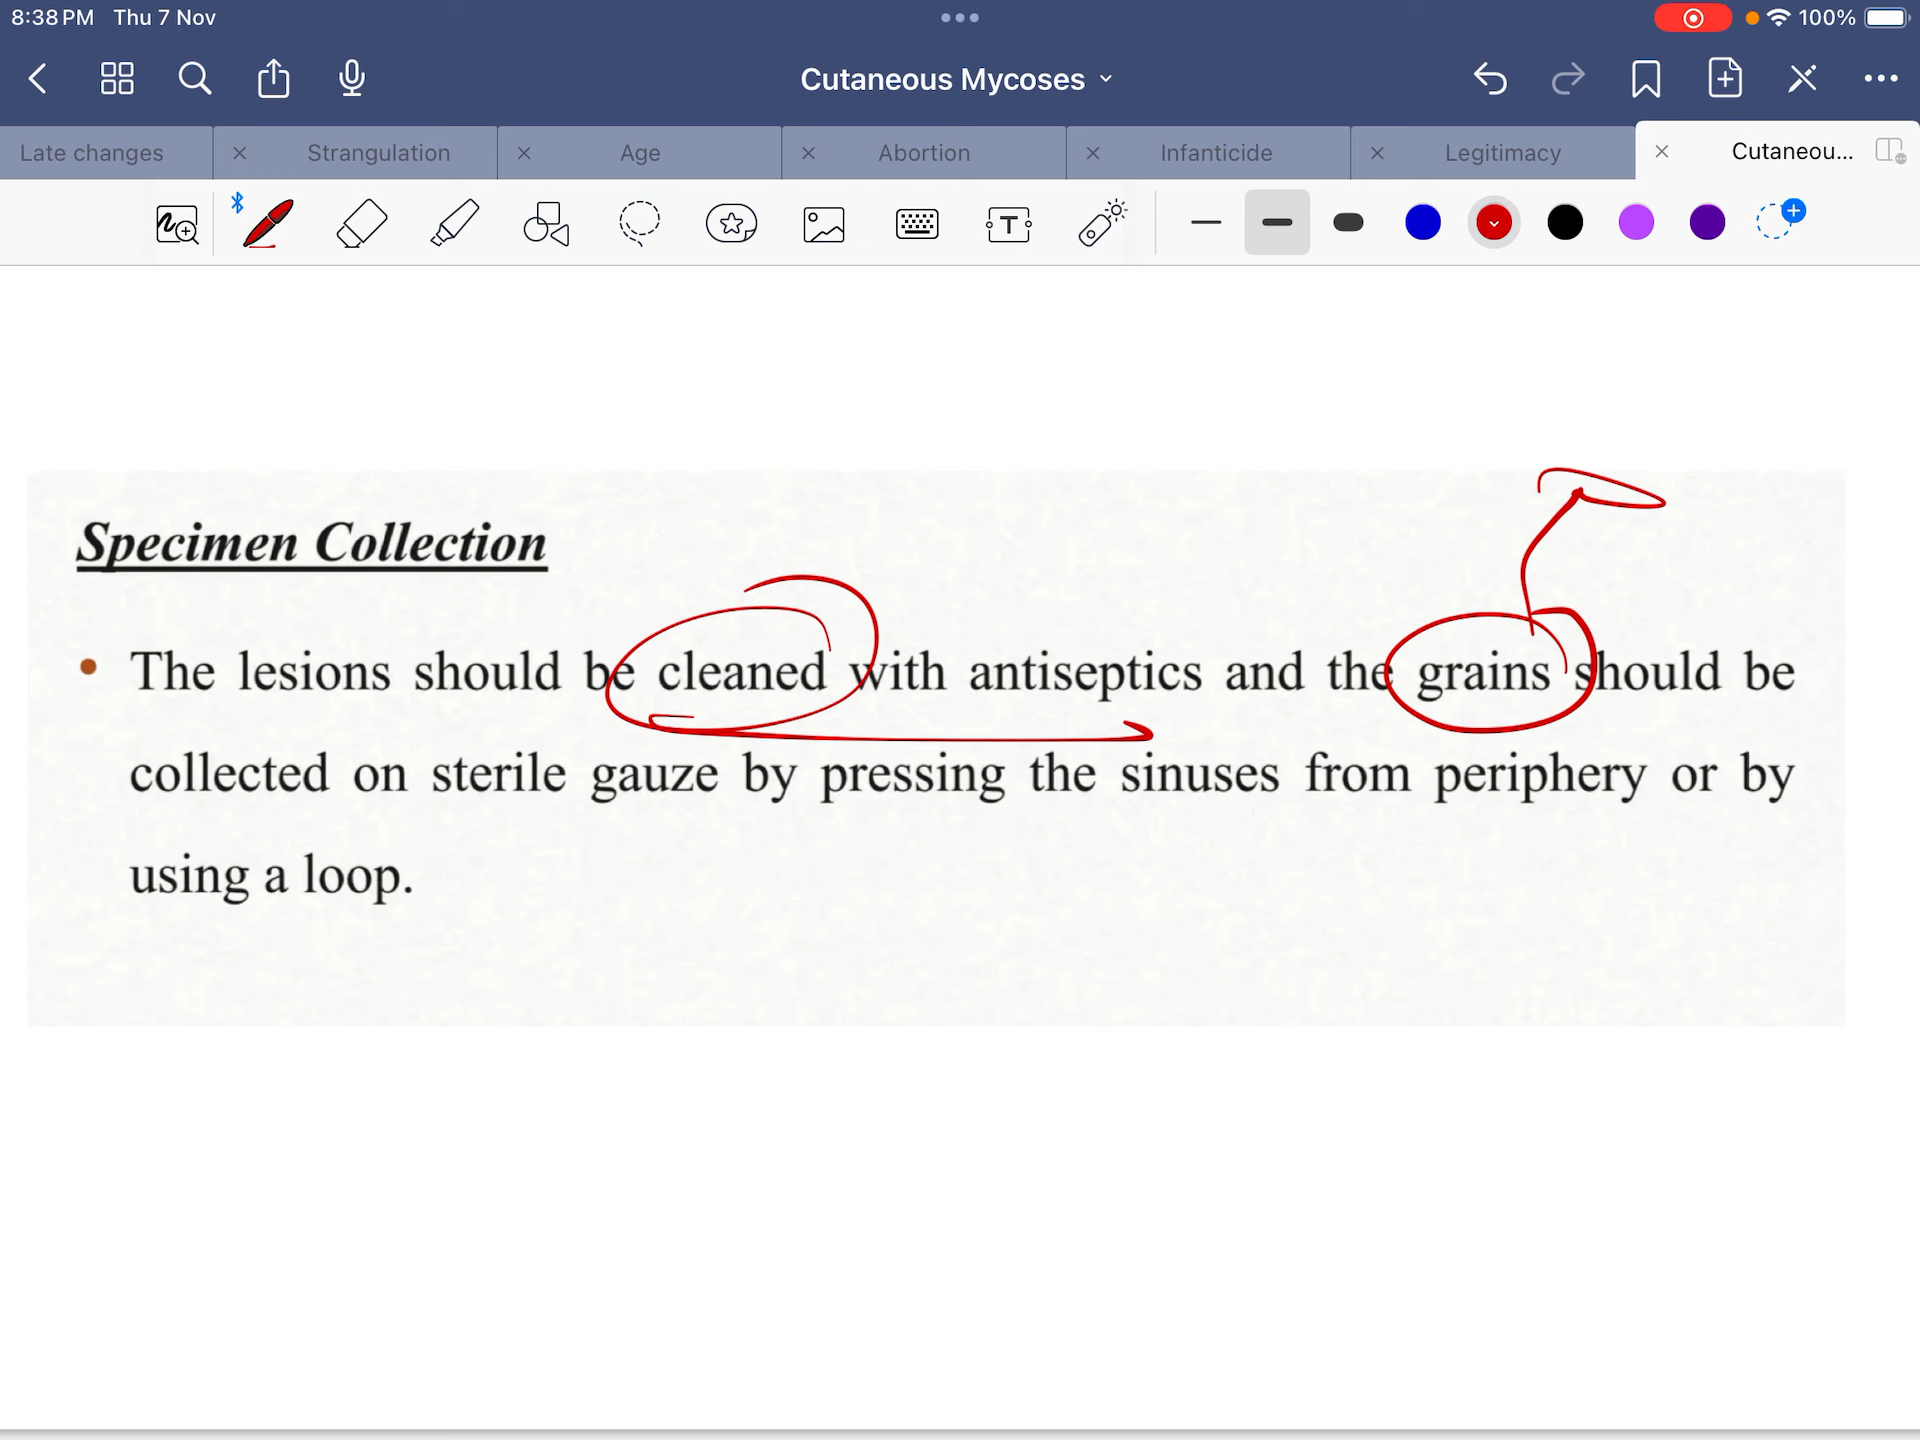 8:38 PM Thu 7 Nov
100%
Cutaneous Mycoses
Late changes
Strangulation
Age
Abortion
Infanticide
Legitimacy
Cutaneou...
Specimen Collection
• The lesions should be cleaned with antiseptics and the grains should be
collected on sterile gauze by pressing the sinuses from periphery or by
using a loop.